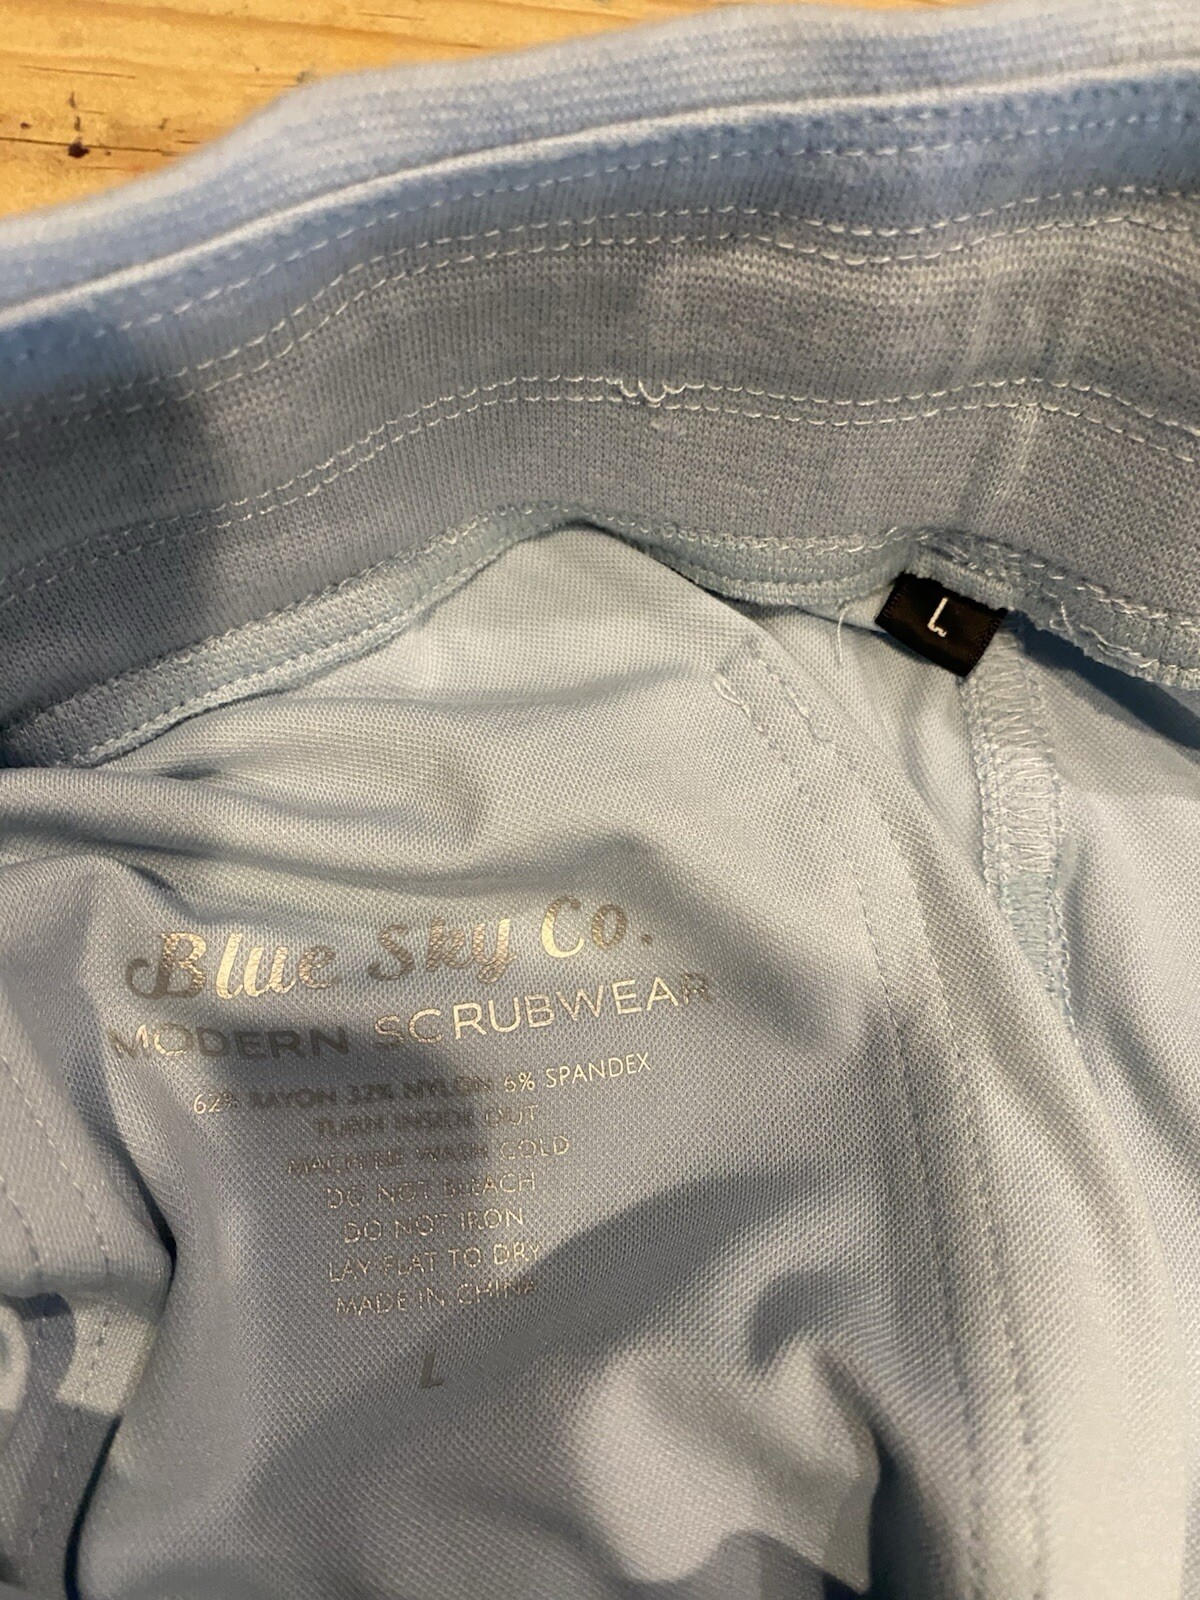 L
Blue Sky Co.
MODERN SCRUBWEAR
62% RAYON 32% NYLON 6% SPANDEX
TURN INSIDE OUT
MACHINE WASH COLD
DO NOT BLEACH
DO NOT IRON
LAY FLAT TO DRY
MADE IN CHINA
L